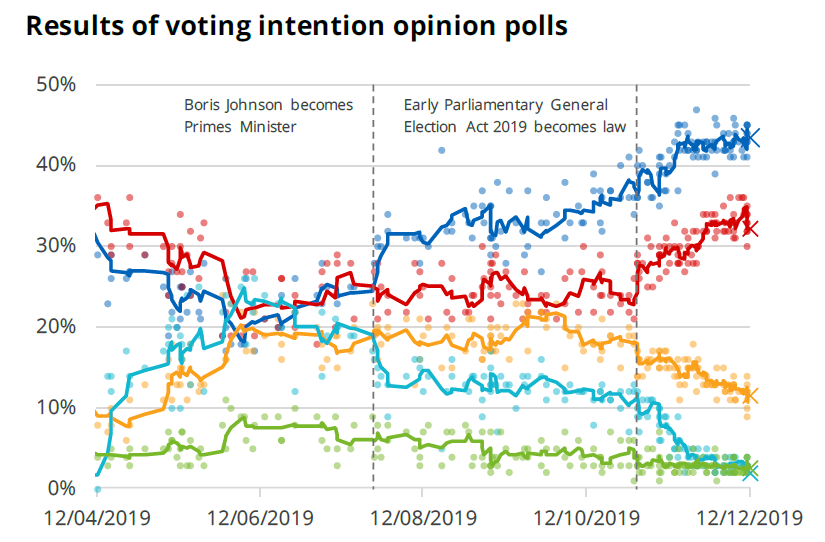 Results of voting intention opinion polls
50%
Boris Johnson becomes
Primes Minister
Early Parliamentary General
Election Act 2019 becomes law
40%
30%
20%
10%
0%
12/04/2019 12/06/2019 12/08/2019 12/10/2019 12/12/2019